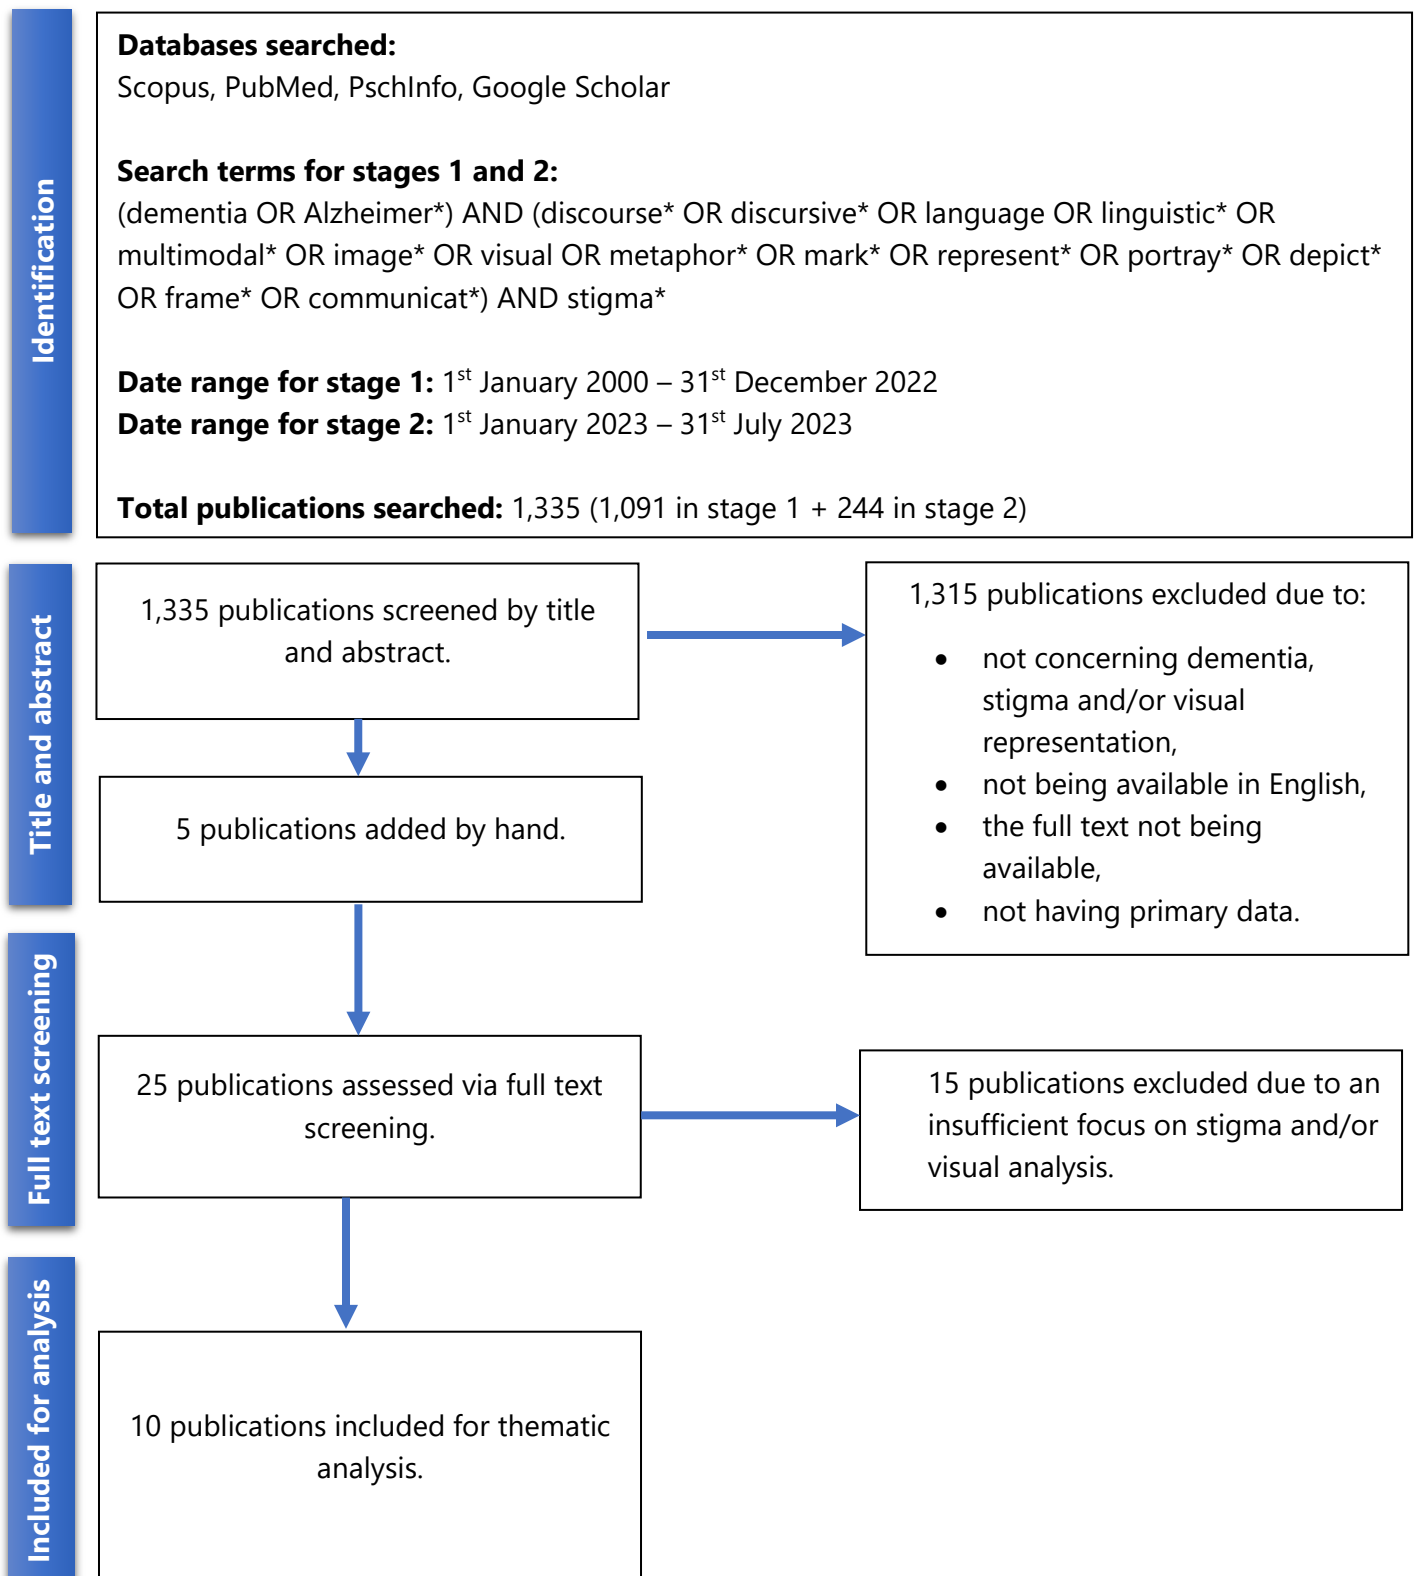 Identification
Databases searched:
Scopus, PubMed, PschInfo, Google Scholar
Search terms for stages 1 and 2:
(dementia OR Alzheimer*) AND (discourse* OR discursive* OR language OR linguistic* OR
multimodal* OR image* OR visual OR metaphor* OR mark* OR represent* OR portray* OR depict*
OR frame* OR communicat*) AND stigma*
Date range for stage 1: 1st January 2000 – 31st December 2022
Date range for stage 2: 1st January 2023 – 31st July 2023
Total publications searched: 1,335 (1,091 in stage 1 + 244 in stage 2)
Title and abstract
1,335 publications screened by title
and abstract.
1,315 publications excluded due to:
• not concerning dementia,
stigma and/or visual
representation,
• not being available in English,
• the full text not being
available,
• not having primary data.
5 publications added by hand.
Full text screening
25 publications assessed via full text
screening.
15 publications excluded due to an
insufficient focus on stigma and/or
visual analysis.
Included for analysis
10 publications included for thematic
analysis.